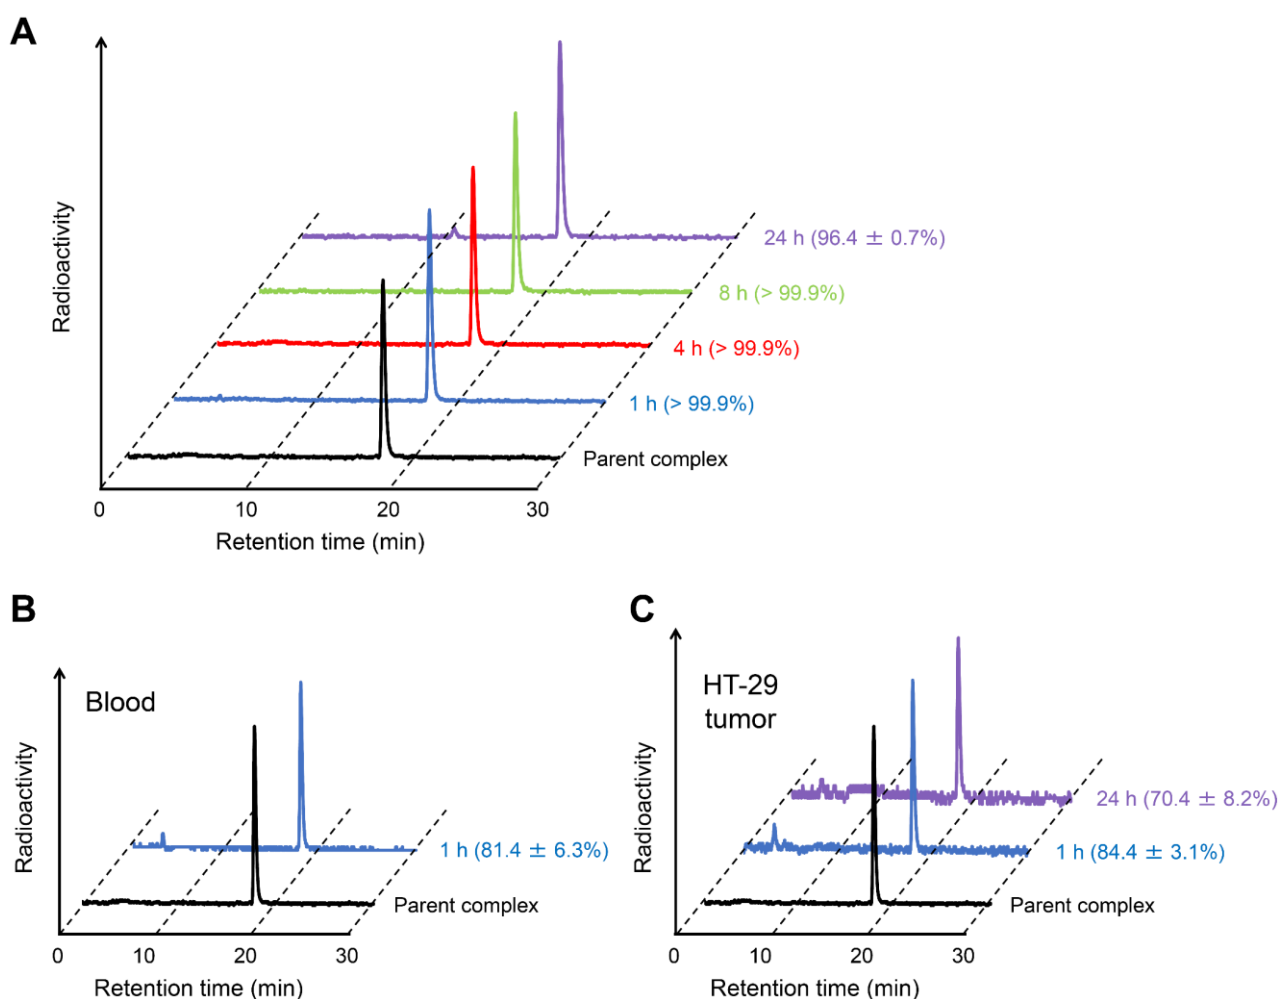 A
Radioactivity
24 h (96.4 ± 0.7%)
8 h (> 99.9%)
4 h (> 99.9%)
1 h (> 99.9%)
Parent complex
0
10
20
30
Retention time (min)
B
Blood
Radioactivity
1 h (81.4 ± 6.3%)
Parent complex
0
10
20
30
Retention time (min)
C
HT-29
tumor
Radioactivity
24 h (70.4 ± 8.2%)
1 h (84.4 ± 3.1%)
Parent complex
0
10
20
30
Retention time (min)